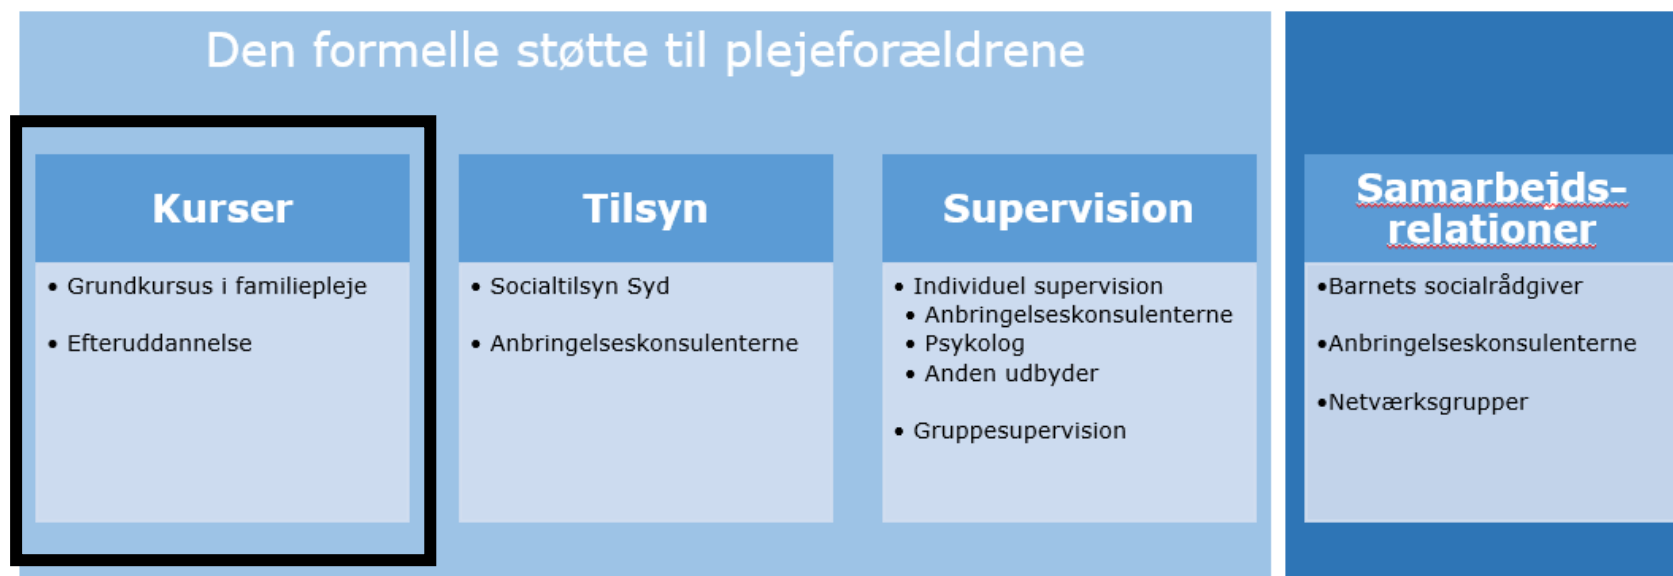 Den formelle støtte til plejeforældrene
Kurser
• Grundkursus i familiepleje
• Efteruddannelse
Tilsyn
• Socialtilsyn Syd
• Anbringelseskonsulenterne
Supervision
• Individuel supervision
• Anbringelseskonsulenterne
• Psykolog
• Anden udbyder
• Gruppesupervision
Samarbejds-
relationer
•Barnets socialrådgiver
•Anbringelseskonsulenterne
•Netværksgrupper